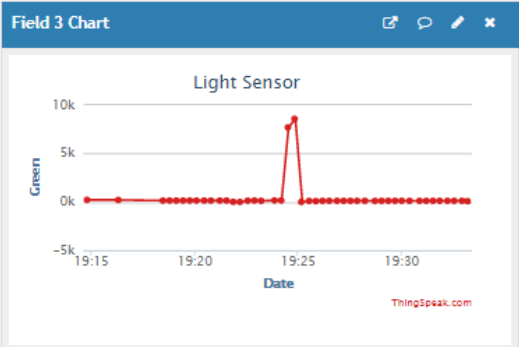 Field 3 Chart
Light Sensor
Green
10k
5k
0k
-5k
19:15 19:20 19:25 19:30
Date
ThingSpeak.com